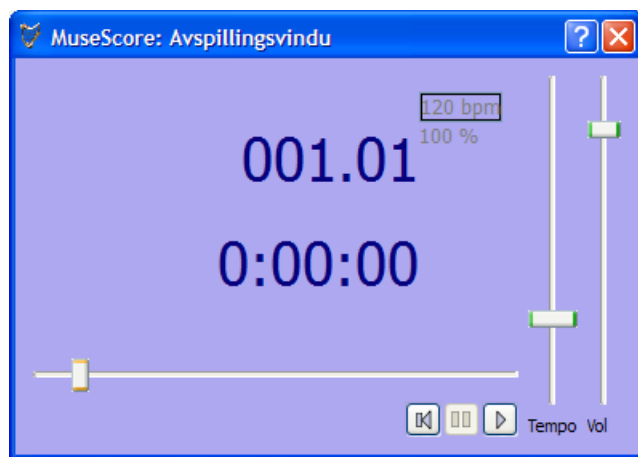 MuseScore: Avspillingsvindu
120 bpm
100 %
001.01
0:00:00
Tempo Vol